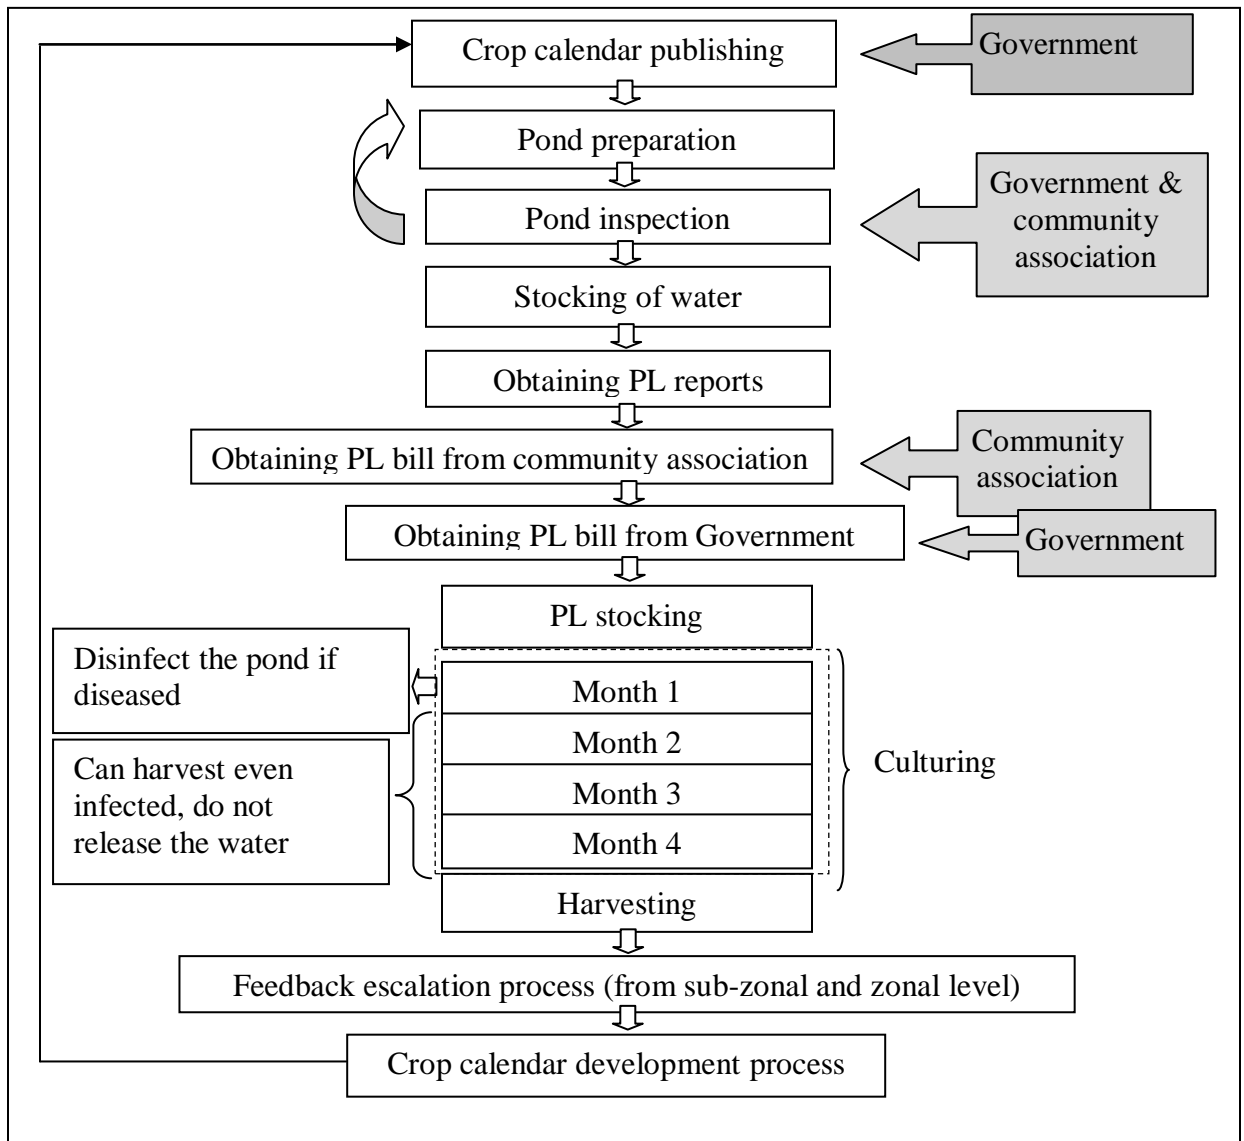 Crop calendar publishing
Government
Pond preparation
Pond inspection
Government &
community
association
Stocking of water
Obtaining PL reports
Obtaining PL bill from community association
Community
association
Obtaining PL bill from Government
Government
PL stocking
Disinfect the pond if
diseased
Month 1
Month 2
Can harvest even
infected, do not
release the water
Culturing
Month 3
Month 4
Harvesting
Feedback escalation process (from sub-zonal and zonal level)
Crop calendar development process